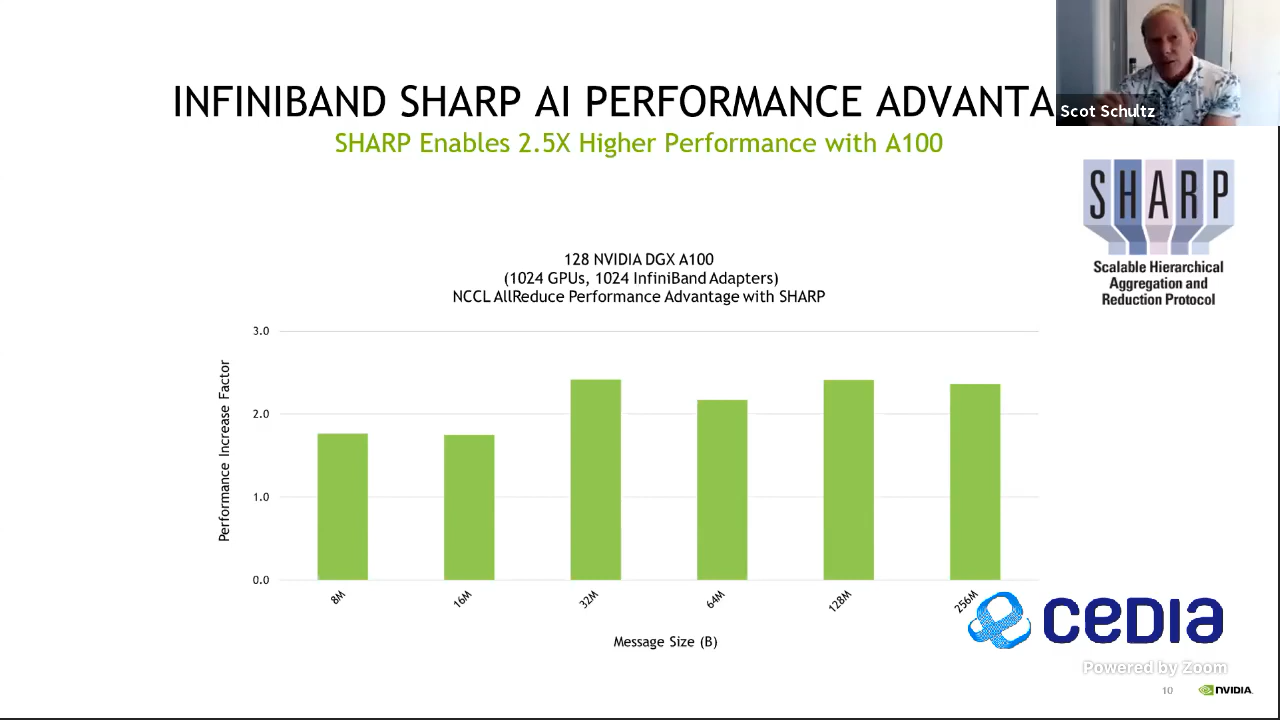 INFINIBAND SHARP AI PERFORMANCE ADVANTA
Scot Schultz
SHARP Enables 2.5X Higher Performance with A100
SHARP
Scalable Hierarchical
Aggregation and
Reduction Protocol
128 NVIDIA DGX A100
(1024 GPUs, 1024 InfiniBand Adapters)
NCCL AllReduce Performance Advantage with SHARP
Performance Increase Factor
3.0
2.0
1.0
0.0
8M
16M
32M
64M
128M
256M
Message Size (B)
cedia
Powered by Zoom
10
NVIDIA.